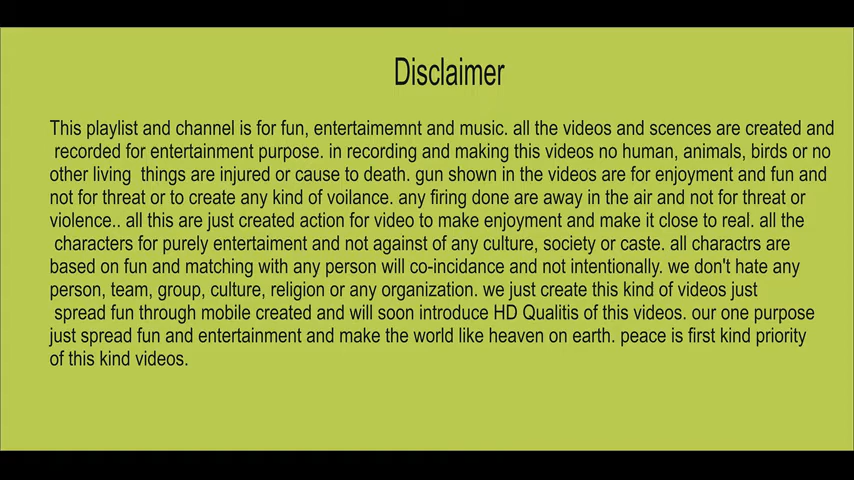 Disclaimer
This playlist and channel is for fun, entertaimemnt and music. all the videos and scences are created and
recorded for entertainment purpose. in recording and making this videos no human, animals, birds or no
other living things are injured or cause to death. gun shown in the videos are for enjoyment and fun and
not for threat or to create any kind of voilance. any firing done are away in the air and not for threat or
violence.. all this are just created action for video to make enjoyment and make it close to real. all the
characters for purely entertaiment and not against of any culture, society or caste. all charactrs are
based on fun and matching with any person will co-incidance and not intentionally. we don't hate any
person, team, group, culture, religion or any organization. we just create this kind of videos just
spread fun through mobile created and will soon introduce HD Qualitis of this videos. our one purpose
just spread fun and entertainment and make the world like heaven on earth. peace is first kind priority
of this kind videos.